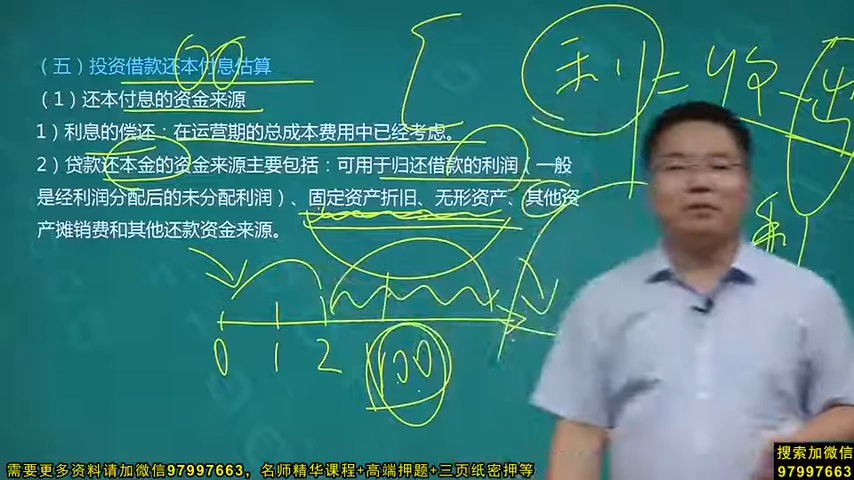 （五）投资借款还本付息估算
（1）还本付息的资金来源
1）利息的偿还：在运营期的总成本费用中已经考虑。
2）贷款还本金的资金来源主要包括：可用于归还借款的利润（一般
是经利润分配后的未分配利润）、固定资产折旧、无形资产、其他资
产摊销费和其他还款资金来源。
利 = 收 -
0 1 2 100
需要更多资料请加微信97997663，名师精华课程+高端押题+三页纸密押等
搜索加微信
97997663